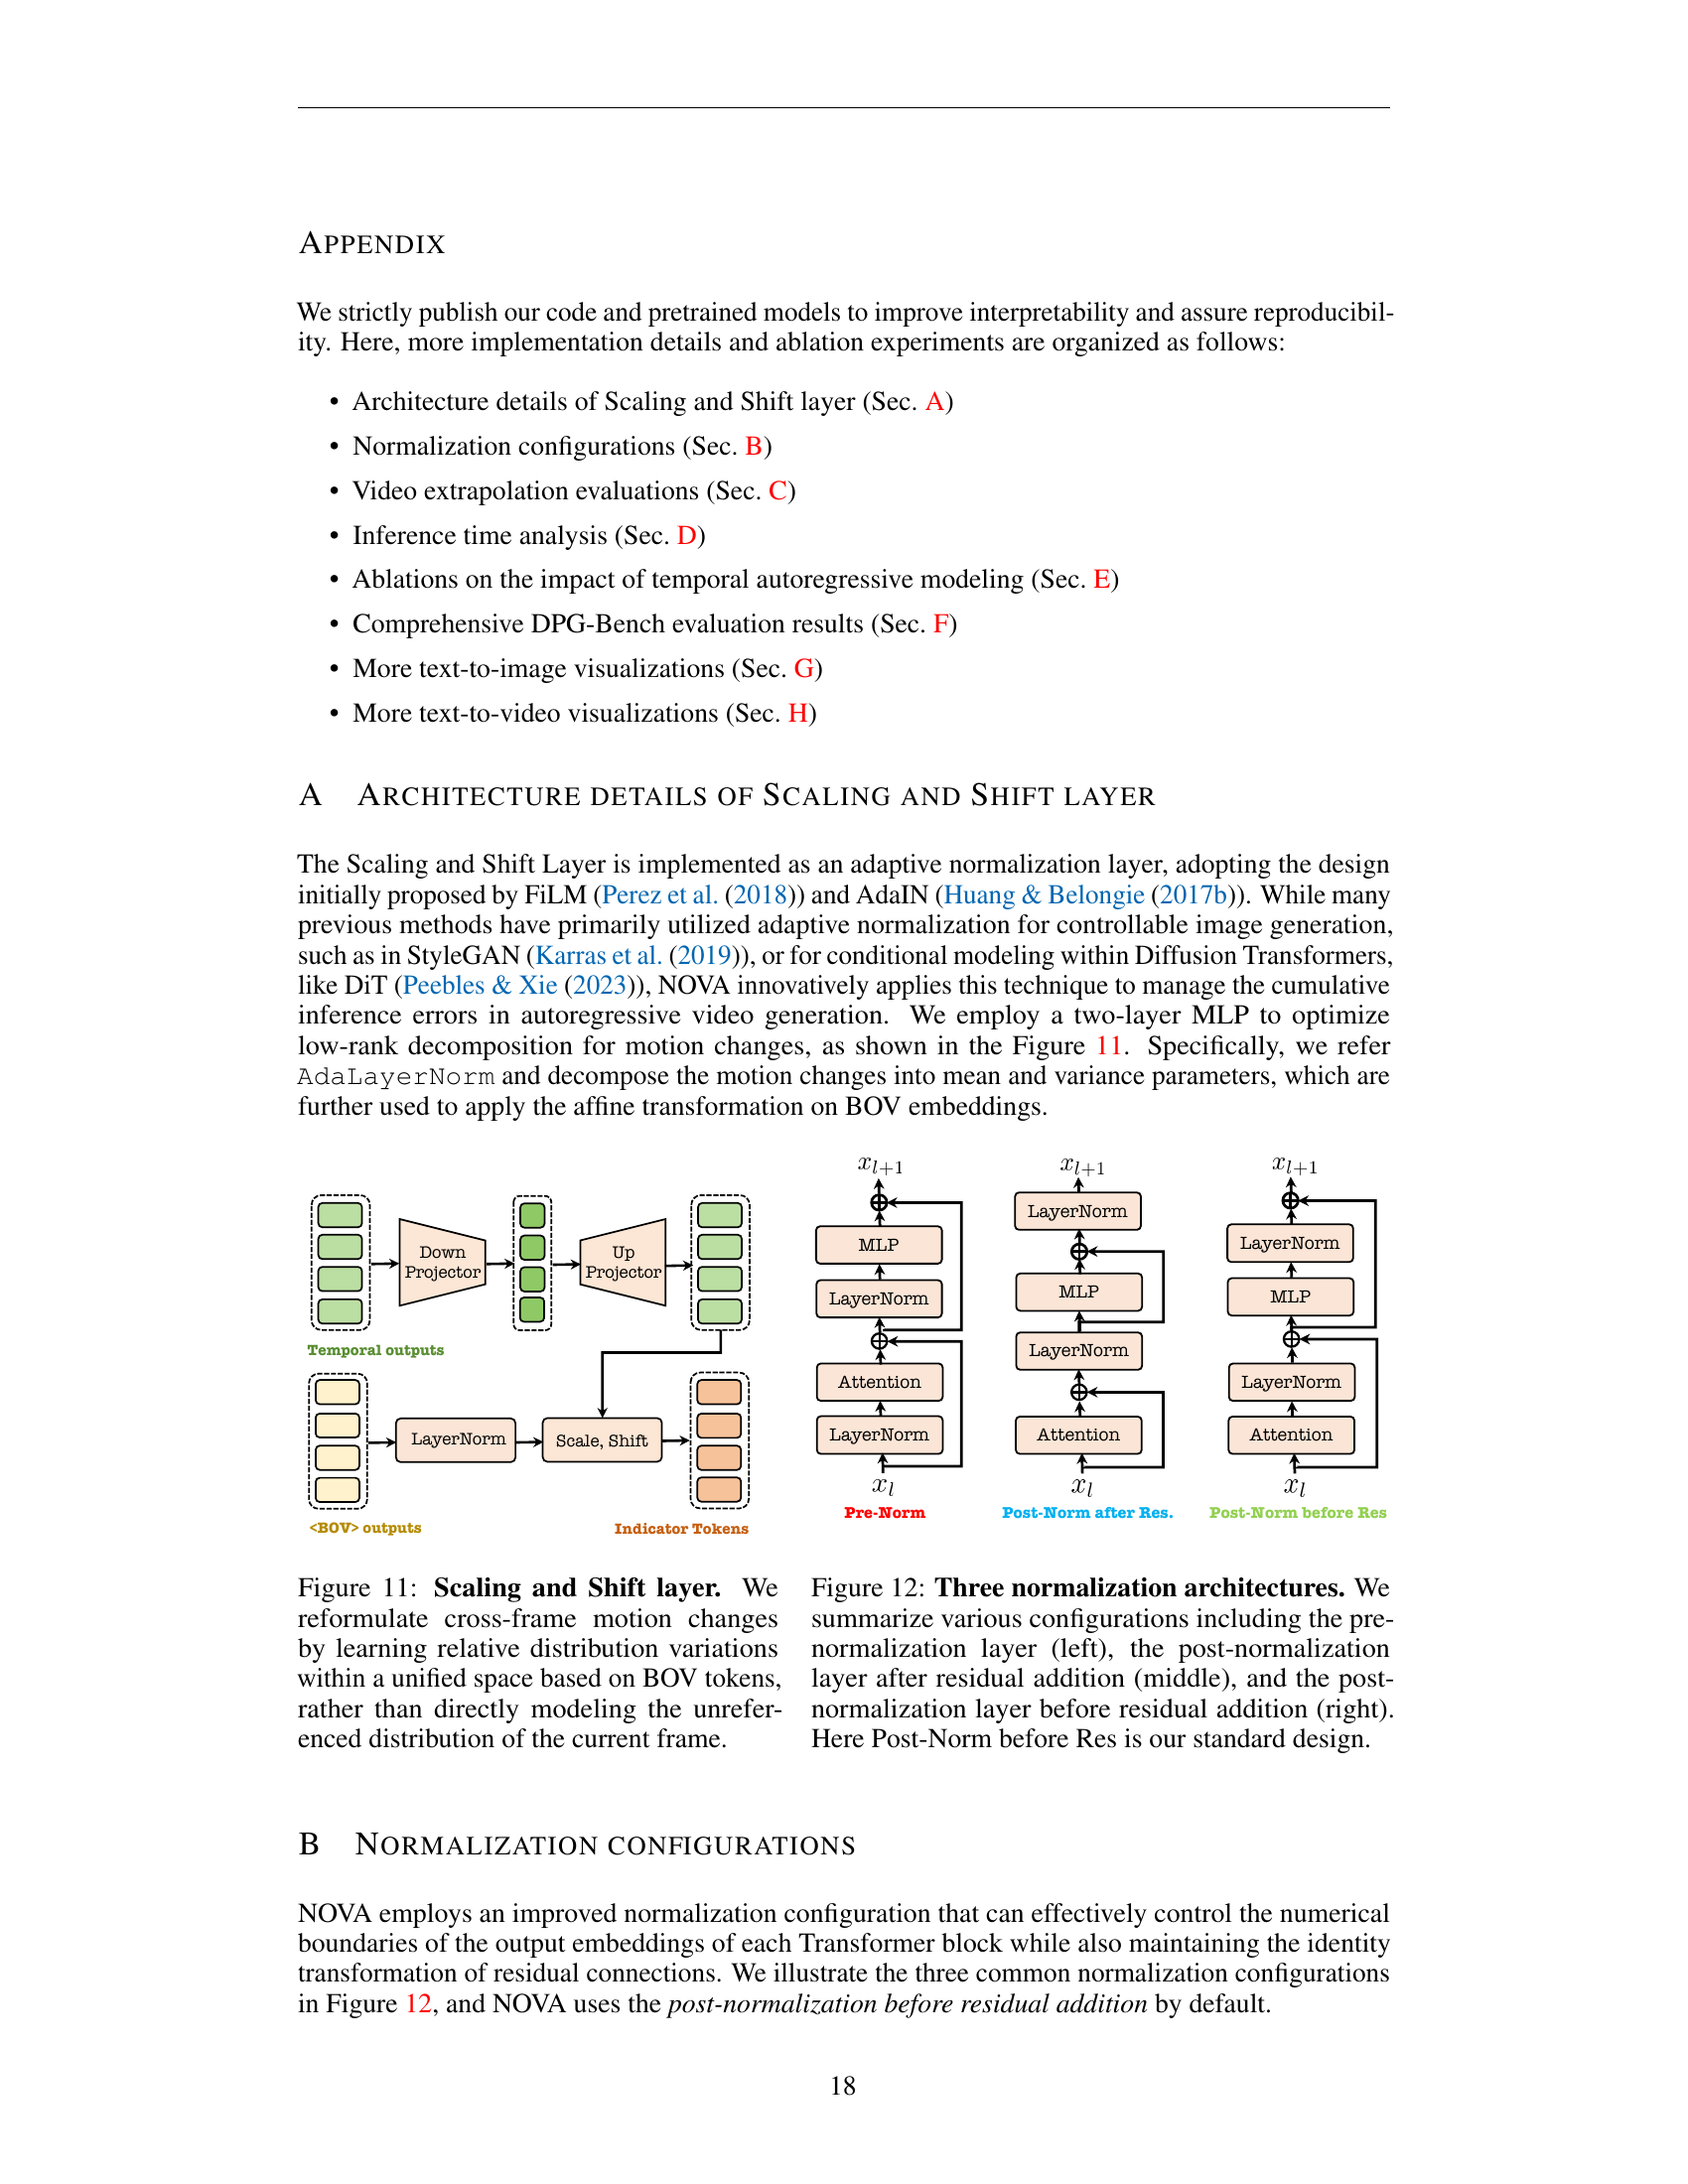 APPENDIX
We strictly publish our code and pretrained models to improve interpretability and assure reproducibil-
ity. Here, more implementation details and ablation experiments are organized as follows:
• Architecture details of Scaling and Shift layer (Sec. A)
• Normalization configurations (Sec. B)
• Video extrapolation evaluations (Sec. C)
• Inference time analysis (Sec. D)
• Ablations on the impact of temporal autoregressive modeling (Sec. E)
• Comprehensive DPG-Bench evaluation results (Sec. F)
• More text-to-image visualizations (Sec. G)
• More text-to-video visualizations (Sec. H)
A ARCHITECTURE DETAILS OF SCALING AND SHIFT LAYER
The Scaling and Shift Layer is implemented as an adaptive normalization layer, adopting the design
initially proposed by FiLM (Perez et al. (2018)) and AdaIN (Huang & Belongie (2017b)). While many
previous methods have primarily utilized adaptive normalization for controllable image generation,
such as in StyleGAN (Karras et al. (2019)), or for conditional modeling within Diffusion Transformers,
like DiT (Peebles & Xie (2023)), NOVA innovatively applies this technique to manage the cumulative
inference errors in autoregressive video generation. We employ a two-layer MLP to optimize
low-rank decomposition for motion changes, as shown in the Figure 11. Specifically, we refer
AdaLayerNorm and decompose the motion changes into mean and variance parameters, which are
further used to apply the affine transformation on BOV embeddings.
Down
Projector
Up
Projector
Temporal outputs
LayerNorm
Scale, Shift
<BOV> outputs
Indicator Tokens
x_{l+1}
MLP
LayerNorm
Attention
LayerNorm
x_l
Pre-Norm
x_{l+1}
LayerNorm
MLP
LayerNorm
Attention
x_l
Post-Norm after Res.
x_{l+1}
LayerNorm
MLP
LayerNorm
Attention
x_l
Post-Norm before Res
Figure 11: Scaling and Shift layer. We
reformulate cross-frame motion changes
by learning relative distribution variations
within a unified space based on BOV tokens,
rather than directly modeling the unrefer-
enced distribution of the current frame.
Figure 12: Three normalization architectures. We
summarize various configurations including the pre-
normalization layer (left), the post-normalization
layer after residual addition (middle), and the post-
normalization layer before residual addition (right).
Here Post-Norm before Res is our standard design.
B NORMALIZATION CONFIGURATIONS
NOVA employs an improved normalization configuration that can effectively control the numerical
boundaries of the output embeddings of each Transformer block while also maintaining the identity
transformation of residual connections. We illustrate the three common normalization configurations
in Figure 12, and NOVA uses the post-normalization before residual addition by default.
18